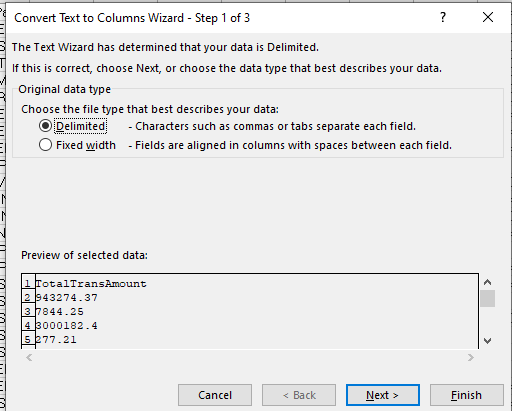 Convert Text to Columns Wizard - Step 1 of 3
? ×
The Text Wizard has determined that your data is Delimited.
If this is correct, choose Next, or choose the data type that best describes your data.
Original data type
Choose the file type that best describes your data:
Delimited - Characters such as commas or tabs separate each field.
Fixed width - Fields are aligned in columns with spaces between each field.
Preview of selected data:
1 TotalTransAmount
2 943274.37
3 7844.25
4 3000182.4
5 277.21
Cancel < Back Next > Finish